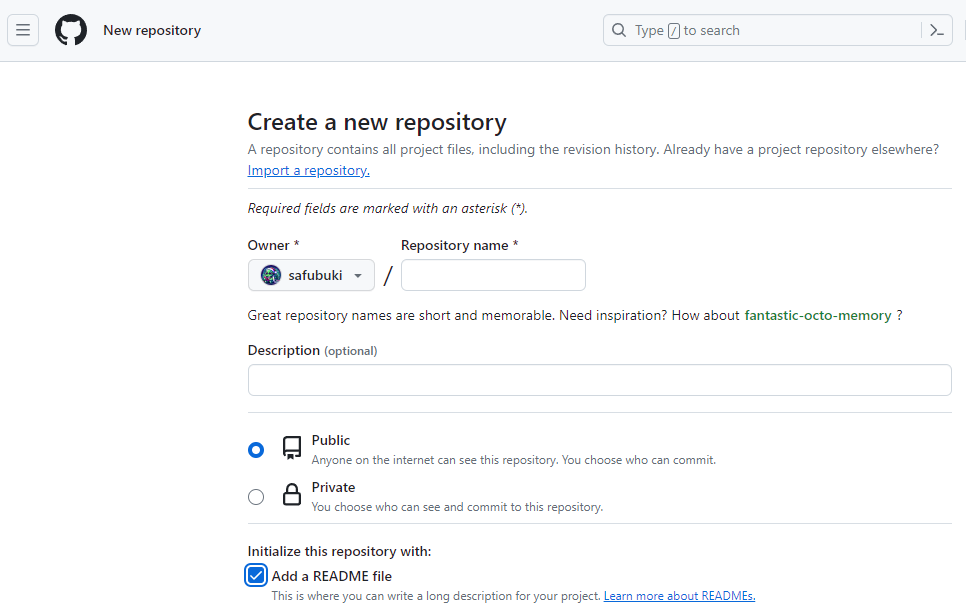 New repository
Type / to search
Create a new repository
A repository contains all project files, including the revision history. Already have a project repository elsewhere?
Import a repository.
Required fields are marked with an asterisk (*).
Owner * Repository name *
safubuki /
Great repository names are short and memorable. Need inspiration? How about fantastic-octo-memory ?
Description (optional)
Public
Anyone on the internet can see this repository. You choose who can commit.
Private
You choose who can see and commit to this repository.
Initialize this repository with:
Add a README file
This is where you can write a long description for your project. Learn more about READMEs.